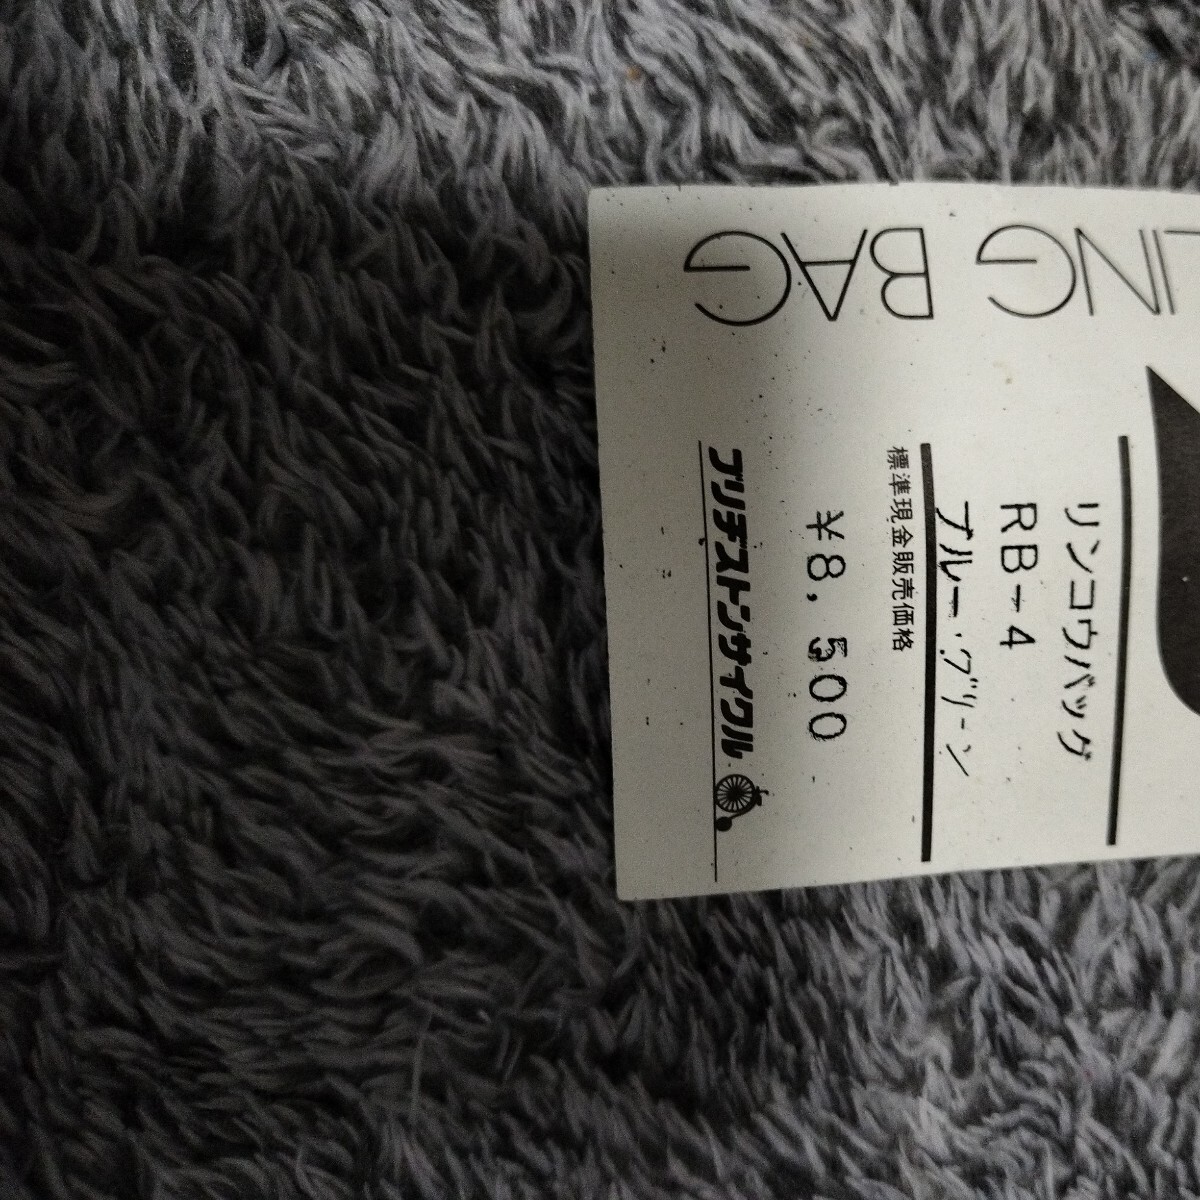 LING BAG
リンコウバッグ
RB-4
ブルー・グリーン
標準現金販売価格
¥8,500
ブリヂストンサイクル